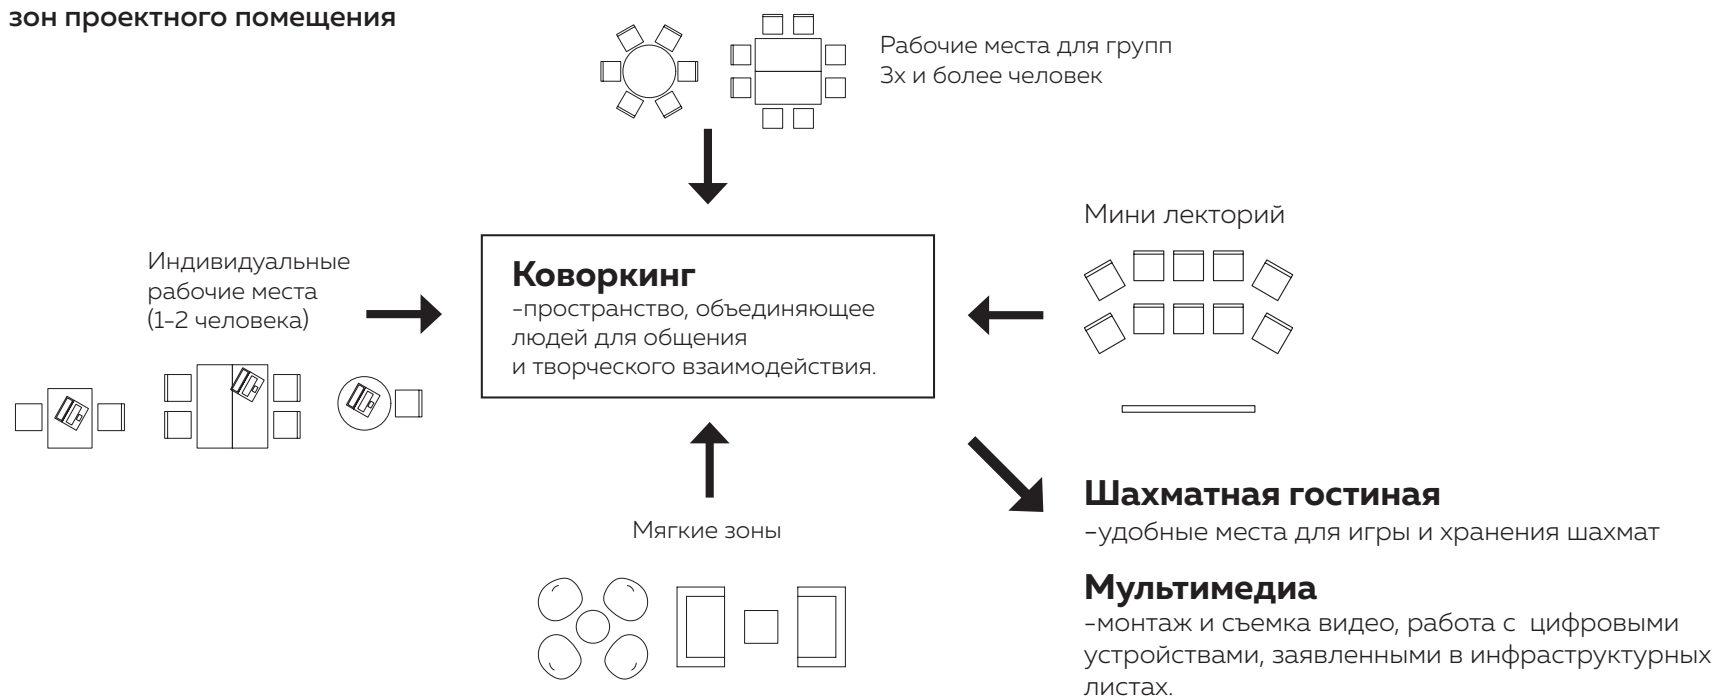 зон проектного помещения
Рабочие места для групп
3х и более человек
Мини лекторий
Индивидуальные
рабочие места
(1-2 человека)
Коворкинг
-пространство, объединяющее
людей для общения
и творческого взаимодействия.
Мягкие зоны
Шахматная гостиная
-удобные места для игры и хранения шахмат
Мультимедиа
-монтаж и съемка видео, работа с цифровыми
устройствами, заявленными в инфраструктурных
листах.